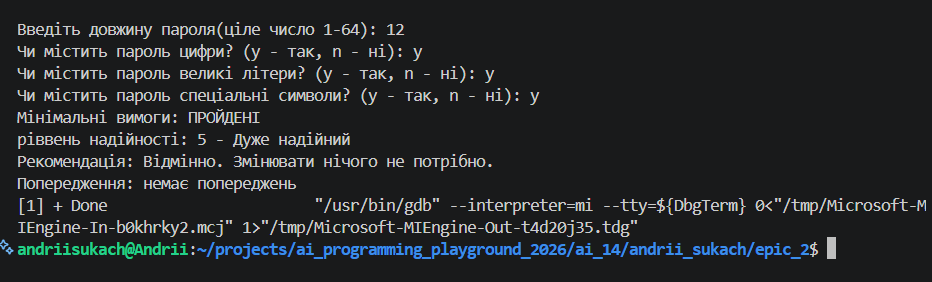 Введіть довжину пароля(ціле число 1-64): 12
Чи містить пароль цифри? (y - так, n - ні): y
Чи містить пароль великі літери? (y - так, n - ні): y
Чи містить пароль спеціальні символи? (y - так, n - ні): y
Мінімальні вимоги: ПРОЙДЕНІ
ріввень надійності: 5 - Дуже надійний
Рекомендація: Відмінно. Змінювати нічого не потрібно.
Попередження: немає попереджень
[1] + Done                       "/usr/bin/gdb" --interpreter=mi --tty=${DbgTerm} 0<"/tmp/Microsoft-M
IEngine-In-b0khrky2.mcj" 1>"/tmp/Microsoft-MIEngine-Out-t4d20j35.tdg"
andriisukach@Andrii:~/projects/ai_programming_playground_2026/ai_14/andrii_sukach/epic_2$